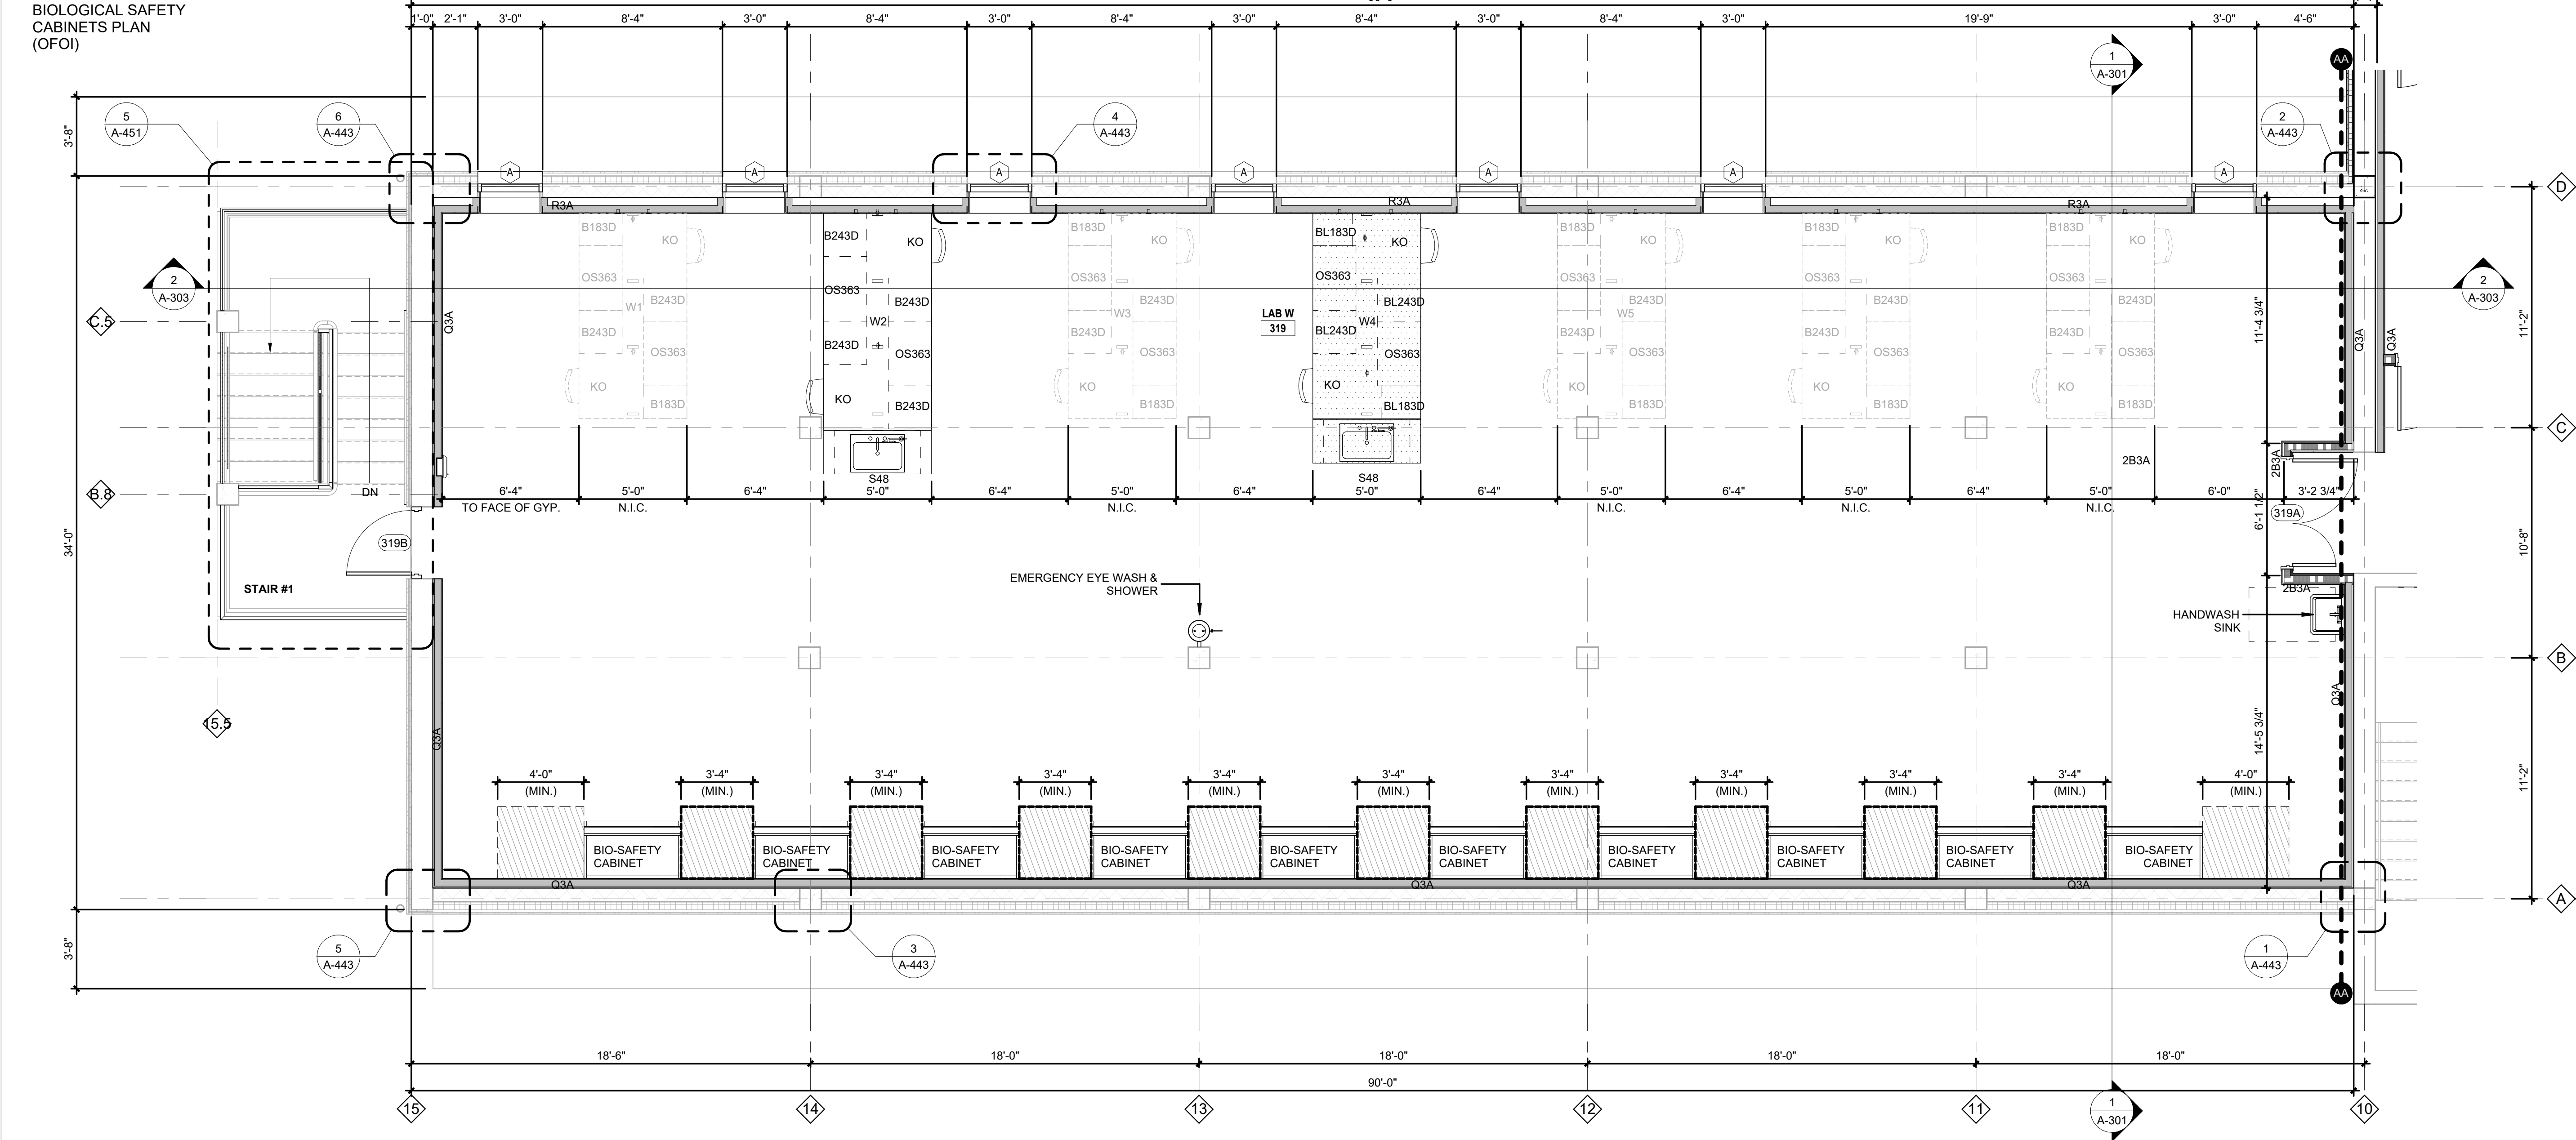 BIOLOGICAL SAFETY
CABINETS PLAN
(OFOI)
1'-0" 2'-1" 3'-0" 8'-4" 3'-0" 8'-4" 3'-0" 8'-4" 3'-0" 8'-4" 3'-0" 8'-4" 3'-0" 19'-9" 3'-0" 4'-6"
1
A-301
AA
3'-8"
5
A-451
6
A-443
4
A-443
2
A-443
A A A A A A A
D
R3A R3A R3A
B183D KO B243D KO B183D KO BL183D KO B183D KO B183D KO B183D KO
2
A-303
OS363 OS363 OS363 OS363 OS363 OS363 OS363
2
A-303
B243D B243D B243D BL243D B243D B243D B243D
W1 W2 W3 W4 W5
C.5
Q3A
LAB W
319
11'-4 3/4"
Q3A
Q3A
11'-2"
B243D B243D B243D BL243D B243D B243D B243D
OS363 OS363 OS363 OS363 OS363 OS363 OS363
KO KO KO KO KO KO KO
B183D B243D B183D BL183D B183D B183D B183D
C
S48 S48
2B3A
2B3A
B.8
DN
6'-4" 5'-0" 6'-4" 5'-0" 6'-4" 5'-0" 6'-4" 5'-0" 6'-4" 5'-0" 6'-4" 5'-0" 6'-4" 5'-0" 6'-0" 3'-2 3/4"
TO FACE OF GYP. N.I.C. N.I.C. N.I.C. N.I.C. N.I.C.
6'-1 1/2"
319A
34'-0"
319B
10'-8"
STAIR #1
EMERGENCY EYE WASH &
SHOWER
2B3A
HANDWASH
SINK
B
15.5
Q3A
Q3A
14'-5 3/4"
11'-2"
4'-0" 3'-4" 3'-4" 3'-4" 3'-4" 3'-4" 3'-4" 3'-4" 3'-4" 3'-4" 4'-0"
(MIN.) (MIN.) (MIN.) (MIN.) (MIN.) (MIN.) (MIN.) (MIN.) (MIN.) (MIN.) (MIN.)
BIO-SAFETY BIO-SAFETY BIO-SAFETY BIO-SAFETY BIO-SAFETY BIO-SAFETY BIO-SAFETY BIO-SAFETY BIO-SAFETY BIO-SAFETY
CABINET CABINET CABINET CABINET CABINET CABINET CABINET CABINET CABINET CABINET
Q3A Q3A Q3A
A
3'-8"
5
A-443
3
A-443
1
A-443
AA
18'-6" 18'-0" 18'-0" 18'-0" 18'-0"
90'-0"
15 14 13 12 11 10
1
A-301